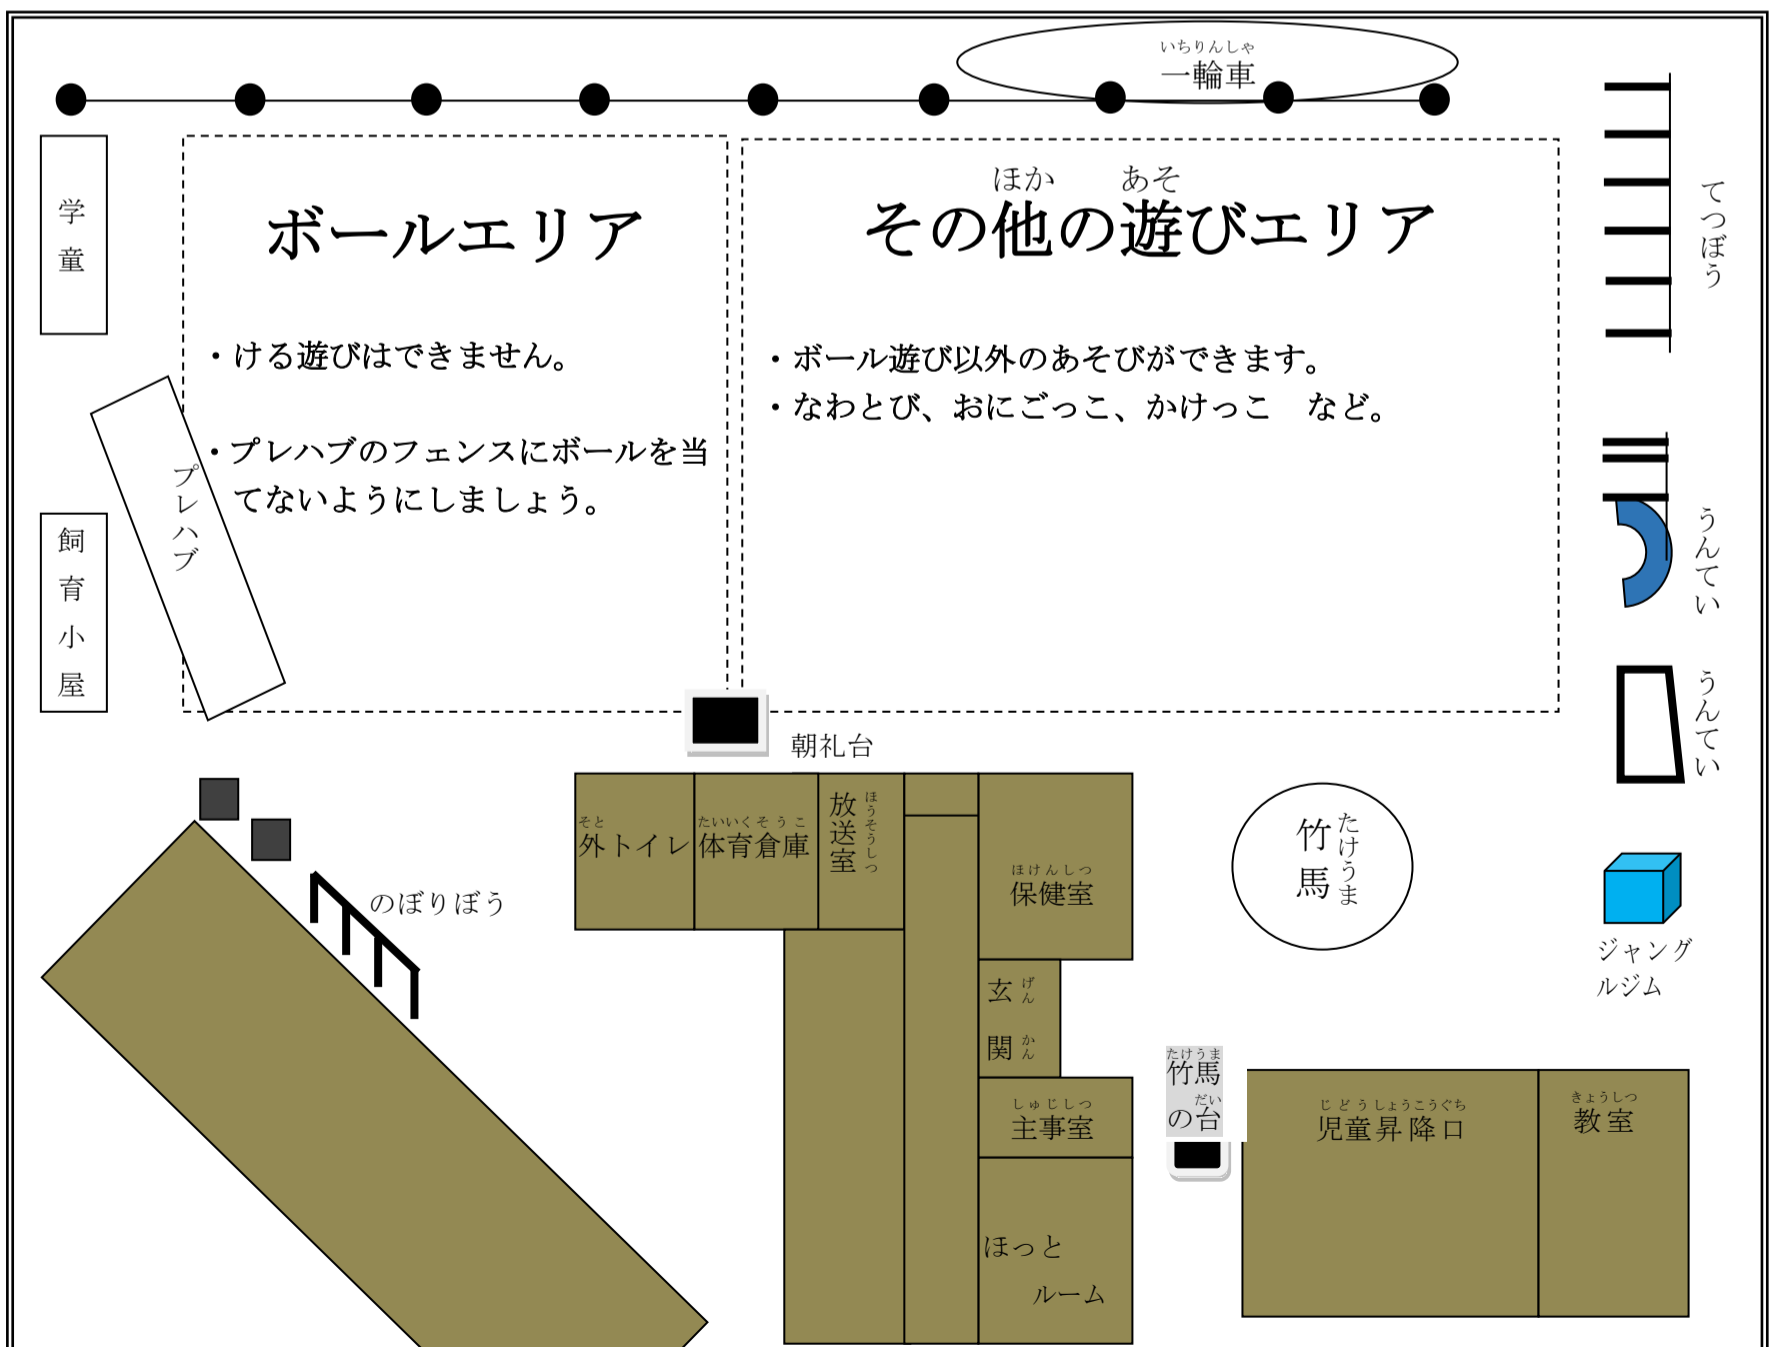 いちりんしゃ
一輪車
学童
ボールエリア
・ける遊びはできません。
・プレハブのフェンスにボールを当
てないようにしましょう。
ほか あそ
その他の遊びエリア
・ボール遊び以外のあそびができます。
・なわとび、おにごっこ、かけっこ　など。
てつぼう
プレハブ
飼育小屋
うんてい
うんてい
朝礼台
のぼりぼう
そと
外トイレ
たいいくそうこ
体育倉庫
放送室
ほうそうしつ
ほけんしつ
保健室
たけうま
竹馬
ジャング
ルジム
玄関
げんかん
しゅじしつ
主事室
ほっと
ルーム
たけうま
竹馬
だい
の台
じどうしょうこうぐち
児童昇降口
きょうしつ
教室